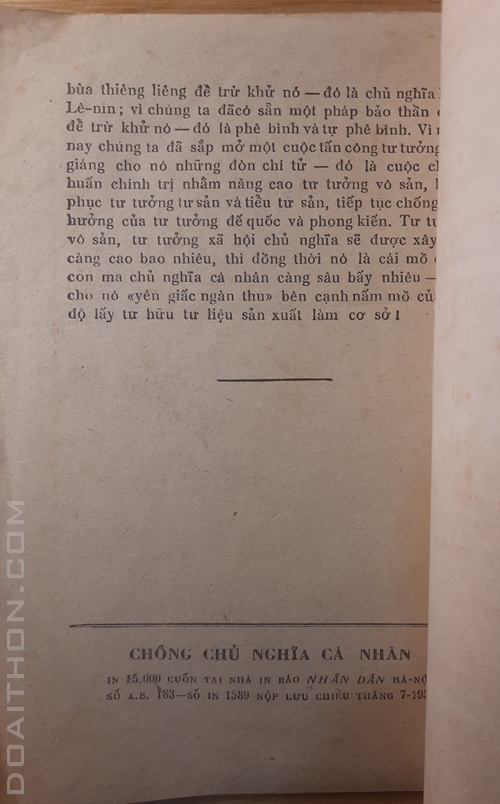 bùa thiêng liêng để trừ khử nó — đó là chủ nghĩa
Lê-nin; vì chúng ta đãcó sẵn một pháp bảo thần
để trừ khử nó — đó là phê bình và tự phê bình. Vì
nay chúng ta đã sắp mở một cuộc tấn công tư tưởng
giáng cho nó những đòn chí tử — đó là cuộc
huấn chính trị nhằm nâng cao tư tưởng vô sản,
phục tư tưởng tư sản và tiểu tư sản, tiếp tục chống
hưởng của tư tưởng đế quốc và phong kiến. Tư
vô sản, tư tưởng xã hội chủ nghĩa sẽ được xây
càng cao bao nhiêu, thì đồng thời nó là cái mồ
con ma chủ nghĩa cá nhân càng sâu bấy nhiêu —
cho nó «yên giấc ngàn thu» bên cạnh nấm mồ
độ lấy tư hữu tư liệu sản xuất làm cơ sở!
CHỐNG CHỦ NGHĨA CÁ NHÂN
IN 15.000 CUỐN TẠI NHÀ IN BÁO NHÂN DÂN
SỐ A.B. 183—SỐ IN 1589 NỘP LƯU CHIỂU THÁNG
DOAITHON.COM